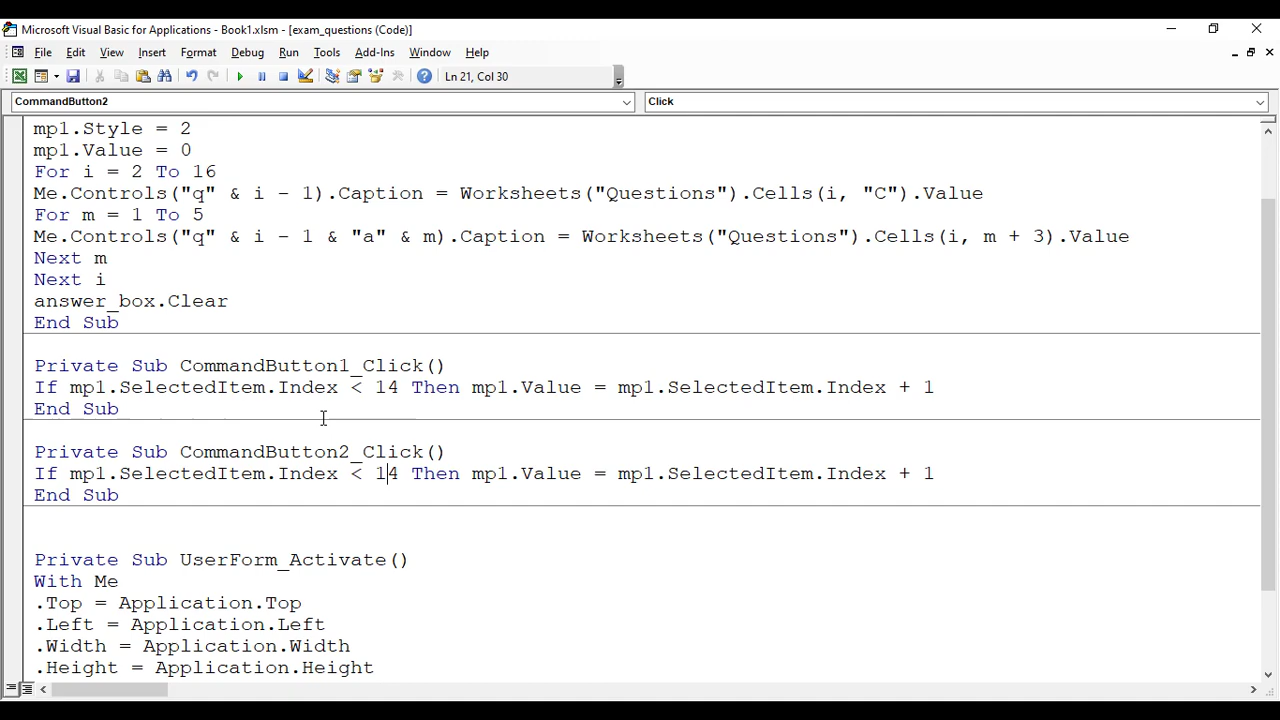 Microsoft Visual Basic for Applications - Book1.xlsm - [exam_questions (Code)]
File Edit View Insert Format Debug Run Tools Add-Ins Window Help
Ln 21, Col 30
CommandButton2 Click
mp1.Style = 2
mp1.Value = 0
For i = 2 To 16
Me.Controls("q" & i - 1).Caption = Worksheets("Questions").Cells(i, "C").Value
For m = 1 To 5
Me.Controls("q" & i - 1 & "a" & m).Caption = Worksheets("Questions").Cells(i, m + 3).Value
Next m
Next i
answer_box.Clear
End Sub
Private Sub CommandButton1_Click()
If mp1.SelectedItem.Index < 14 Then mp1.Value = mp1.SelectedItem.Index + 1
End Sub
Private Sub CommandButton2_Click()
If mp1.SelectedItem.Index < 14 Then mp1.Value = mp1.SelectedItem.Index + 1
End Sub
Private Sub UserForm_Activate()
With Me
.Top = Application.Top
.Left = Application.Left
.Width = Application.Width
.Height = Application.Height